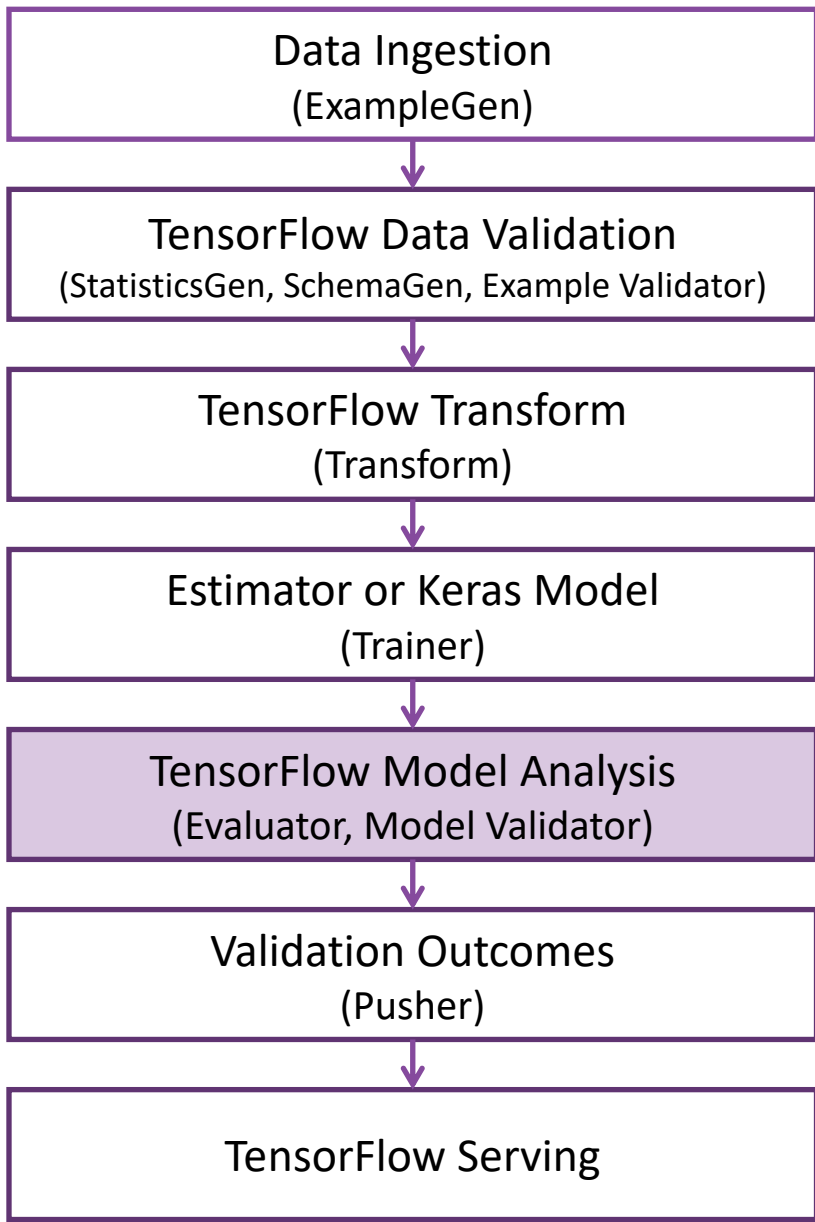 Data Ingestion
(ExampleGen)
TensorFlow Data Validation
(StatisticsGen, SchemaGen, Example Validator)
TensorFlow Transform
(Transform)
Estimator or Keras Model
(Trainer)
TensorFlow Model Analysis
(Evaluator, Model Validator)
Validation Outcomes
(Pusher)
TensorFlow Serving